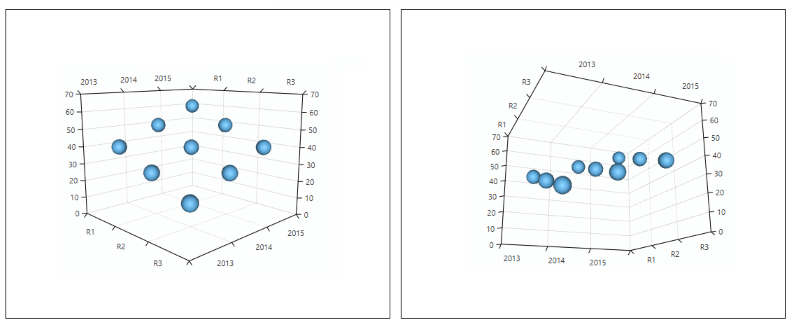 2013 2014 2015 R1 R2 R3
70 70
60 60
50 50
40 40
30 30
20 20
10 10
0 0
R1 2015
R2 2014
R3 2013
2013
2014
R3 2015
R2 70
R1 60
70 50
60 40
50 30
40 20
30 10
20 0
10
0
2013 2014 2015 R1 R2 R3